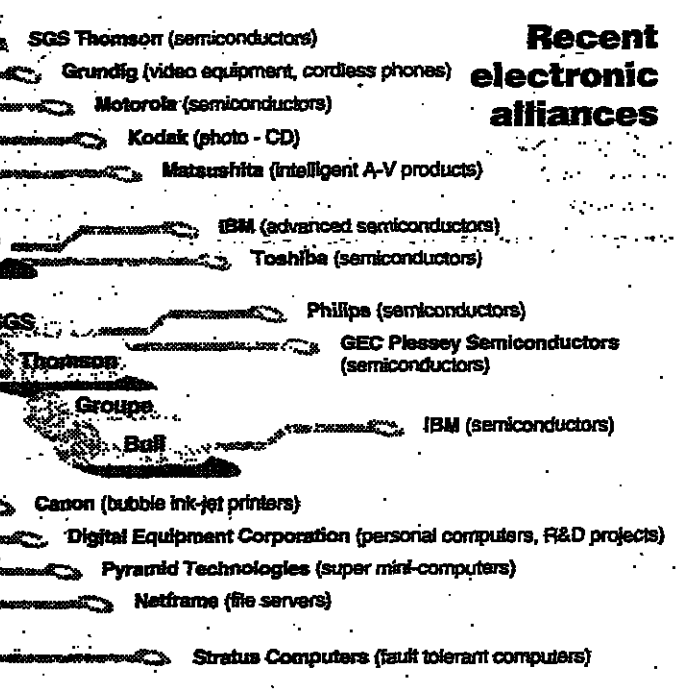 Recent
electronic
alliances
SGS Thomson (semiconductors)
Grundig (video equipment, cordless phones)
Motorola (semiconductors)
Kodak (photo - CD)
Matsushita (intelligent A-V products)
IBM (advanced semiconductors)
Toshiba (semiconductors)
Philips (semiconductors)
SGS
Thomson
GEC Plessey Semiconductors
(semiconductors)
Groupe
Bull
IBM (semiconductors)
Canon (bubble ink-jet printers)
Digital Equipment Corporation (personal computers, R&D projects)
Pyramid Technologies (super mini-computers)
Netframe (file servers)
Stratus Computers (fault tolerant computers)